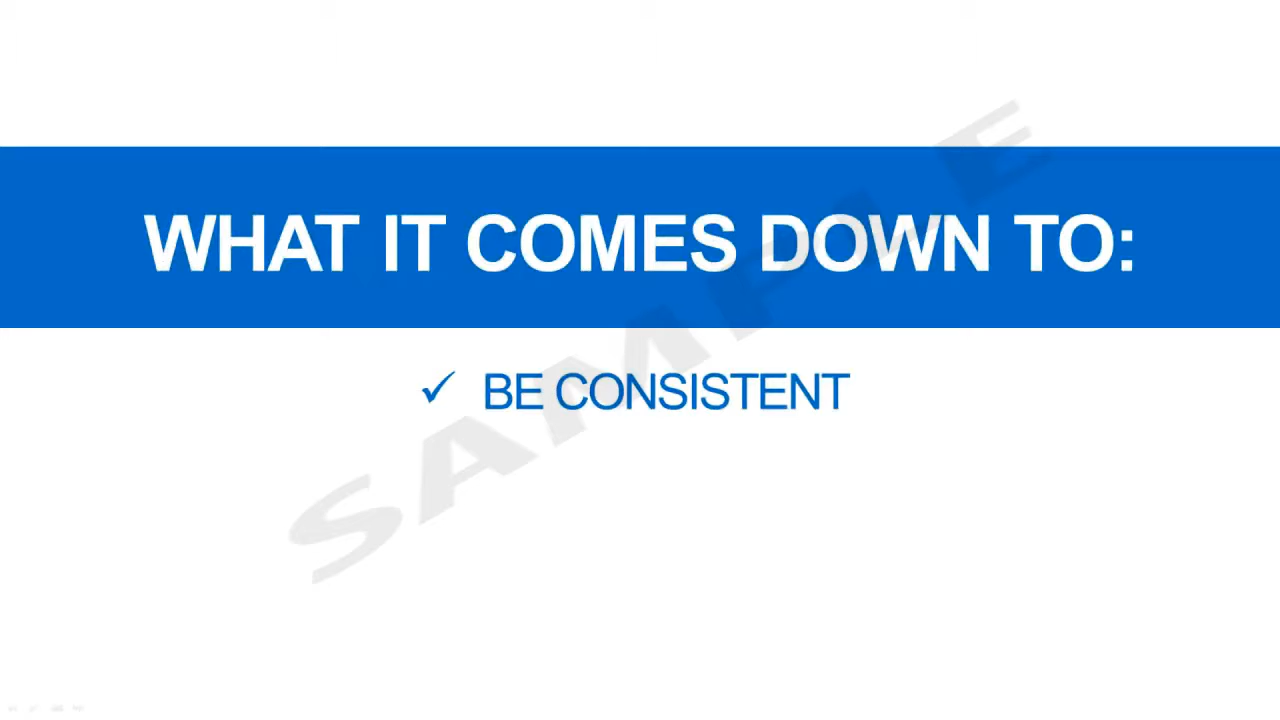 WHAT IT COMES DOWN TO:
✓ BE CONSISTENT
SAMPLE